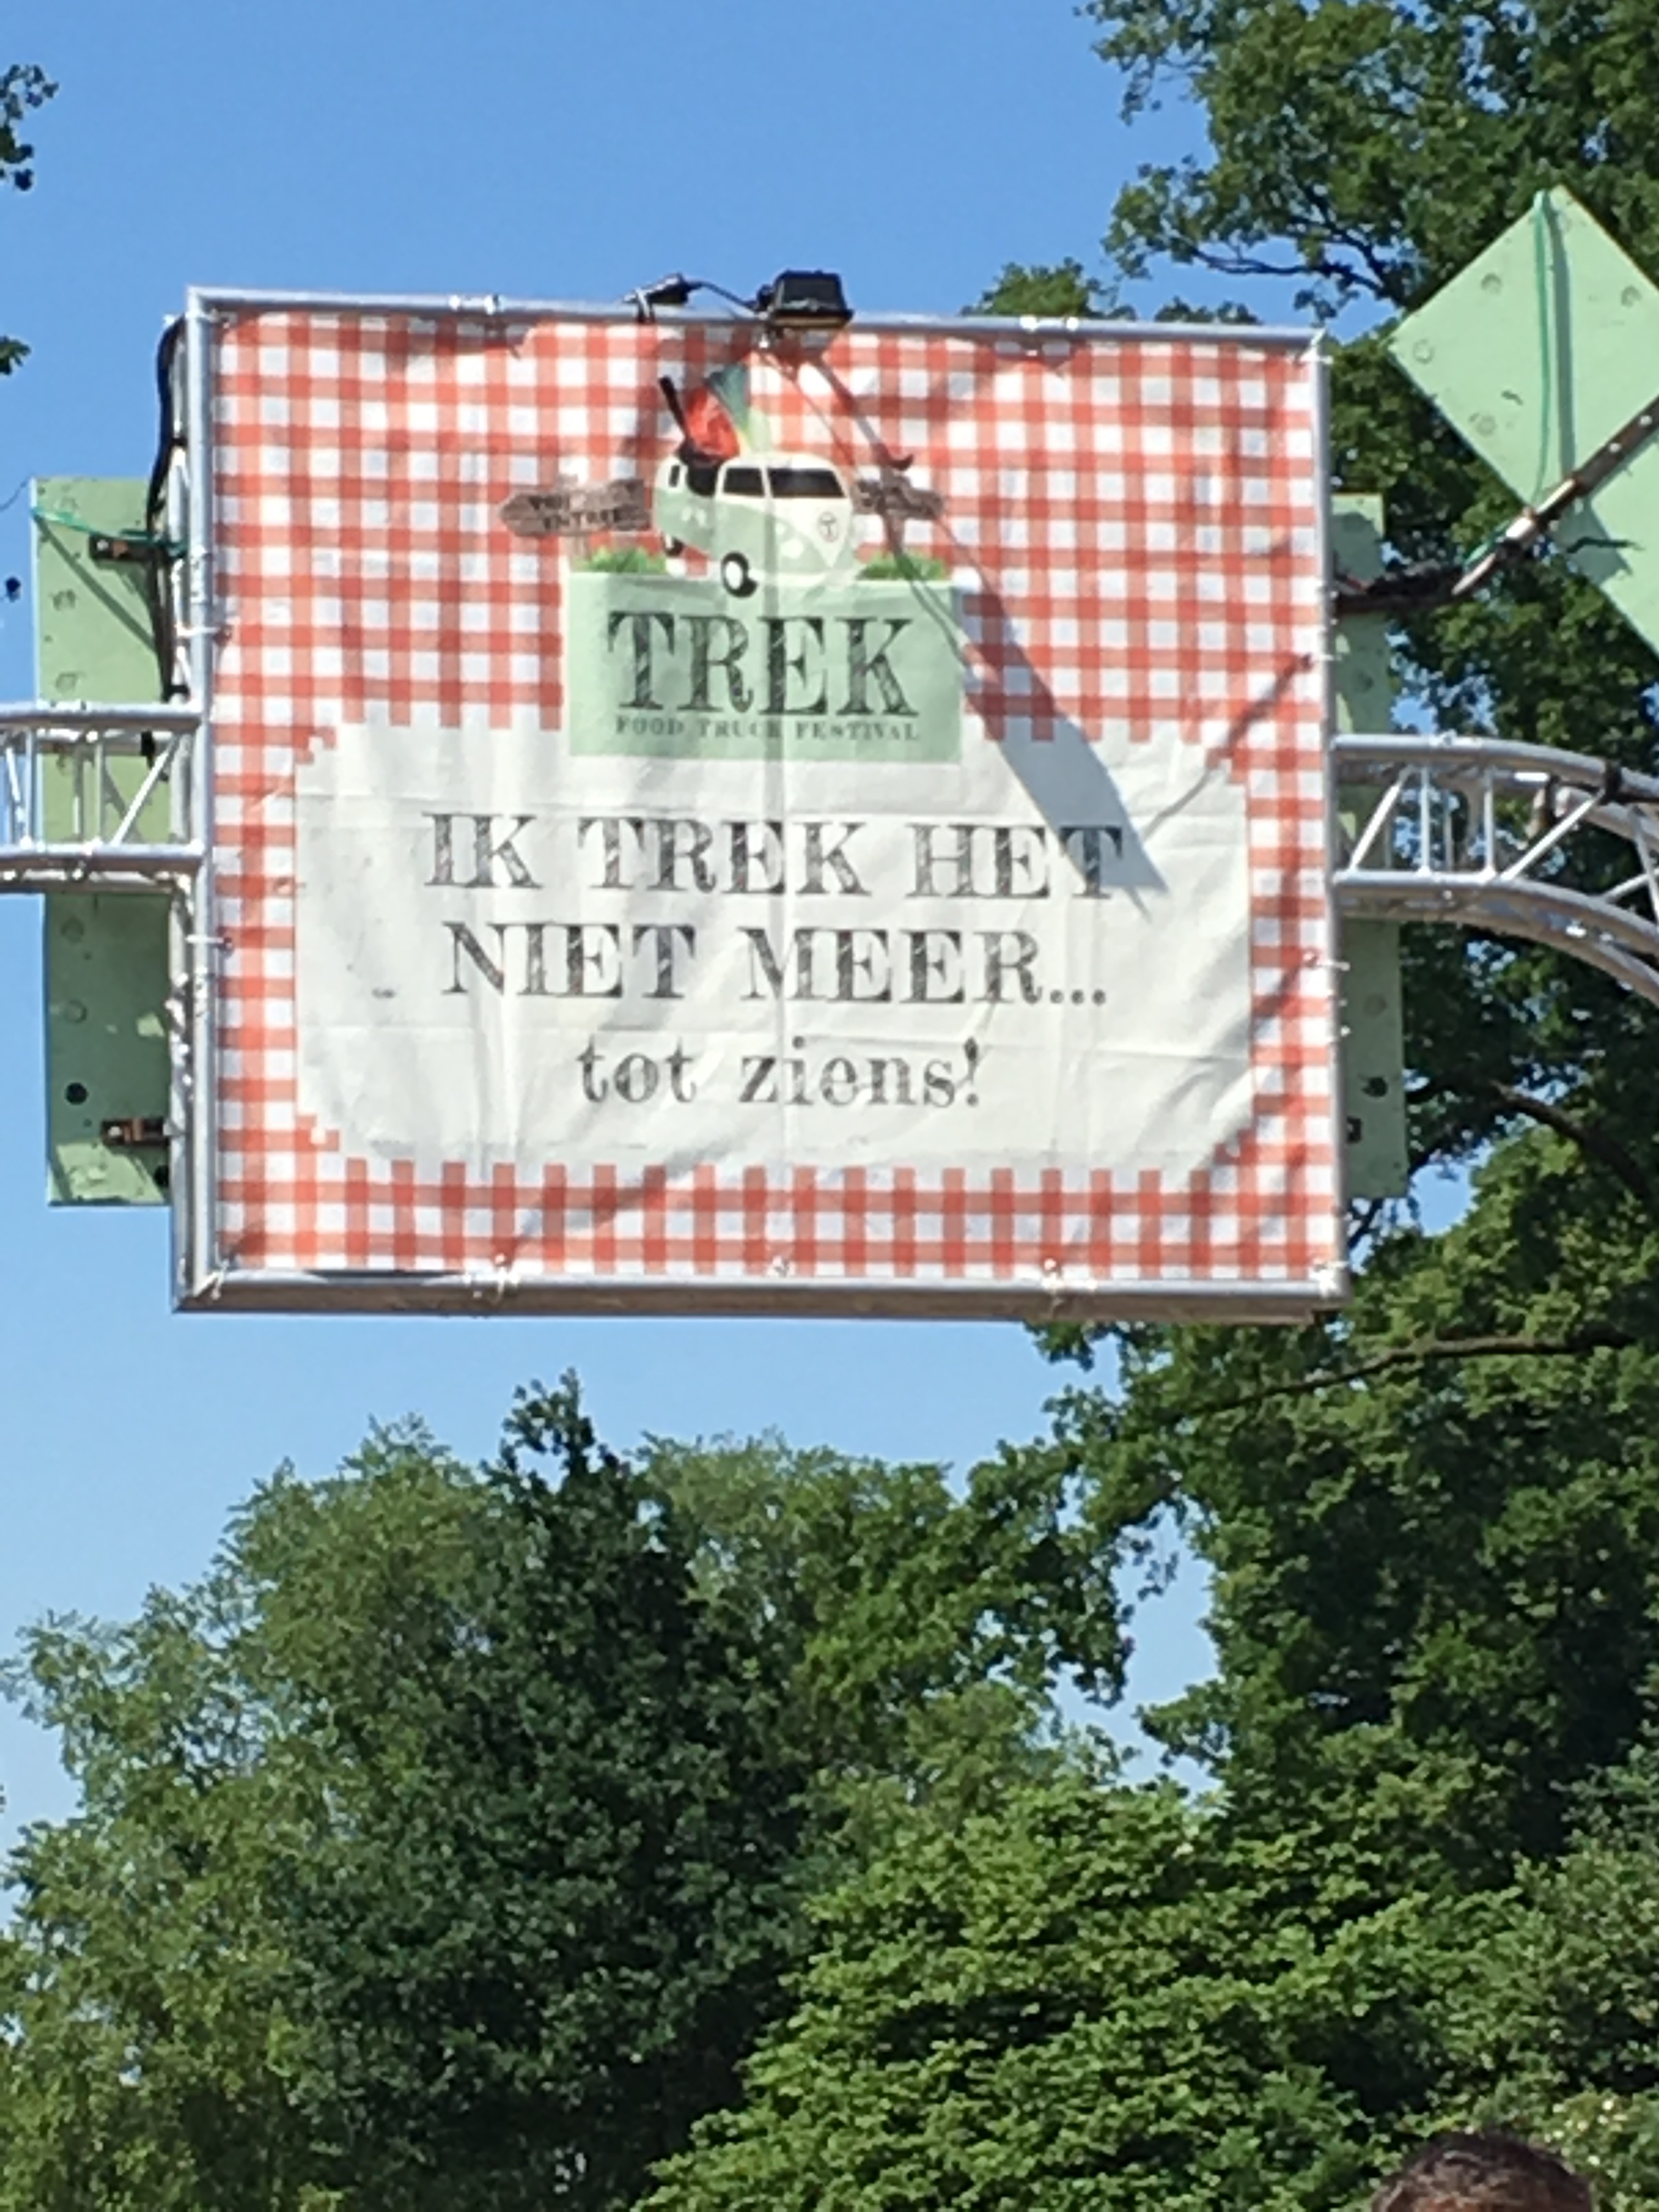 TREK
FOOD TRUCK FESTIVAL
IK TREK HET
NIET MEER...
tot ziens!